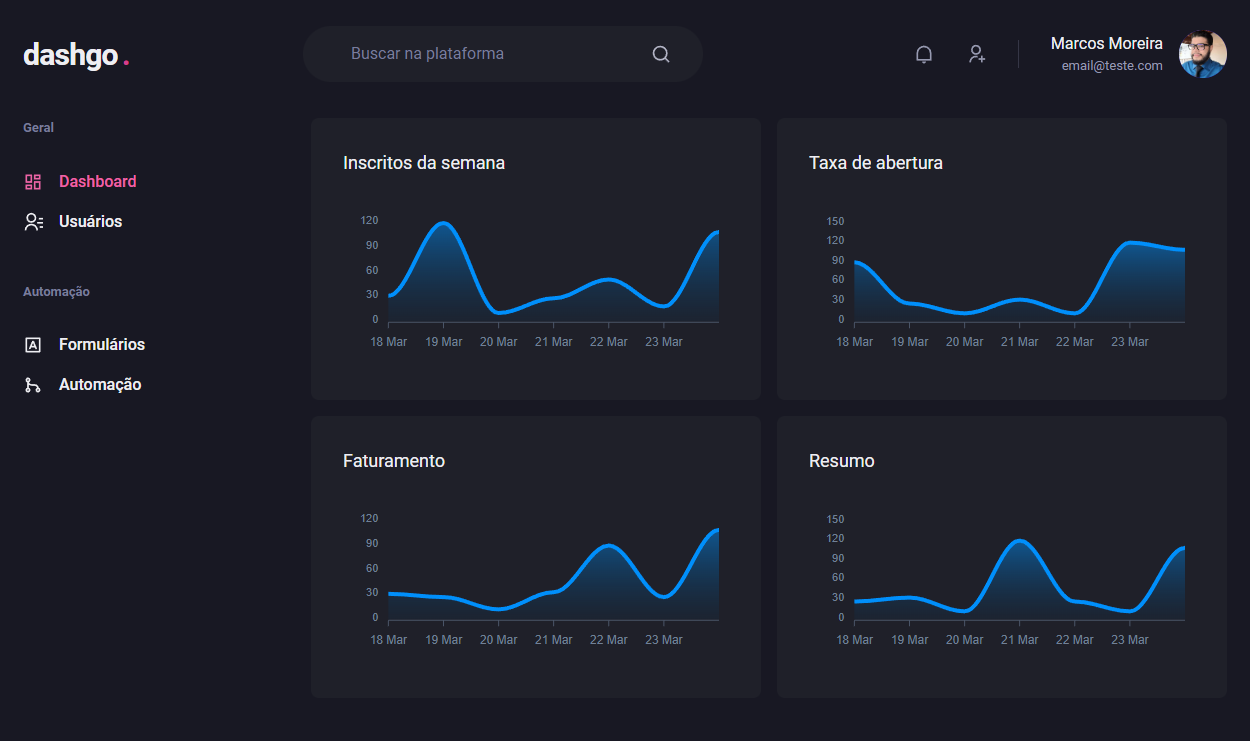 dashgo.
Buscar na plataforma
Marcos Moreira
email@teste.com
Geral
Dashboard
Usuários
Automação
Formulários
Automação
Inscritos da semana
120
90
60
30
0
18 Mar 19 Mar 20 Mar 21 Mar 22 Mar 23 Mar
Taxa de abertura
150
120
90
60
30
0
18 Mar 19 Mar 20 Mar 21 Mar 22 Mar 23 Mar
Faturamento
120
90
60
30
0
18 Mar 19 Mar 20 Mar 21 Mar 22 Mar 23 Mar
Resumo
150
120
90
60
30
0
18 Mar 19 Mar 20 Mar 21 Mar 22 Mar 23 Mar